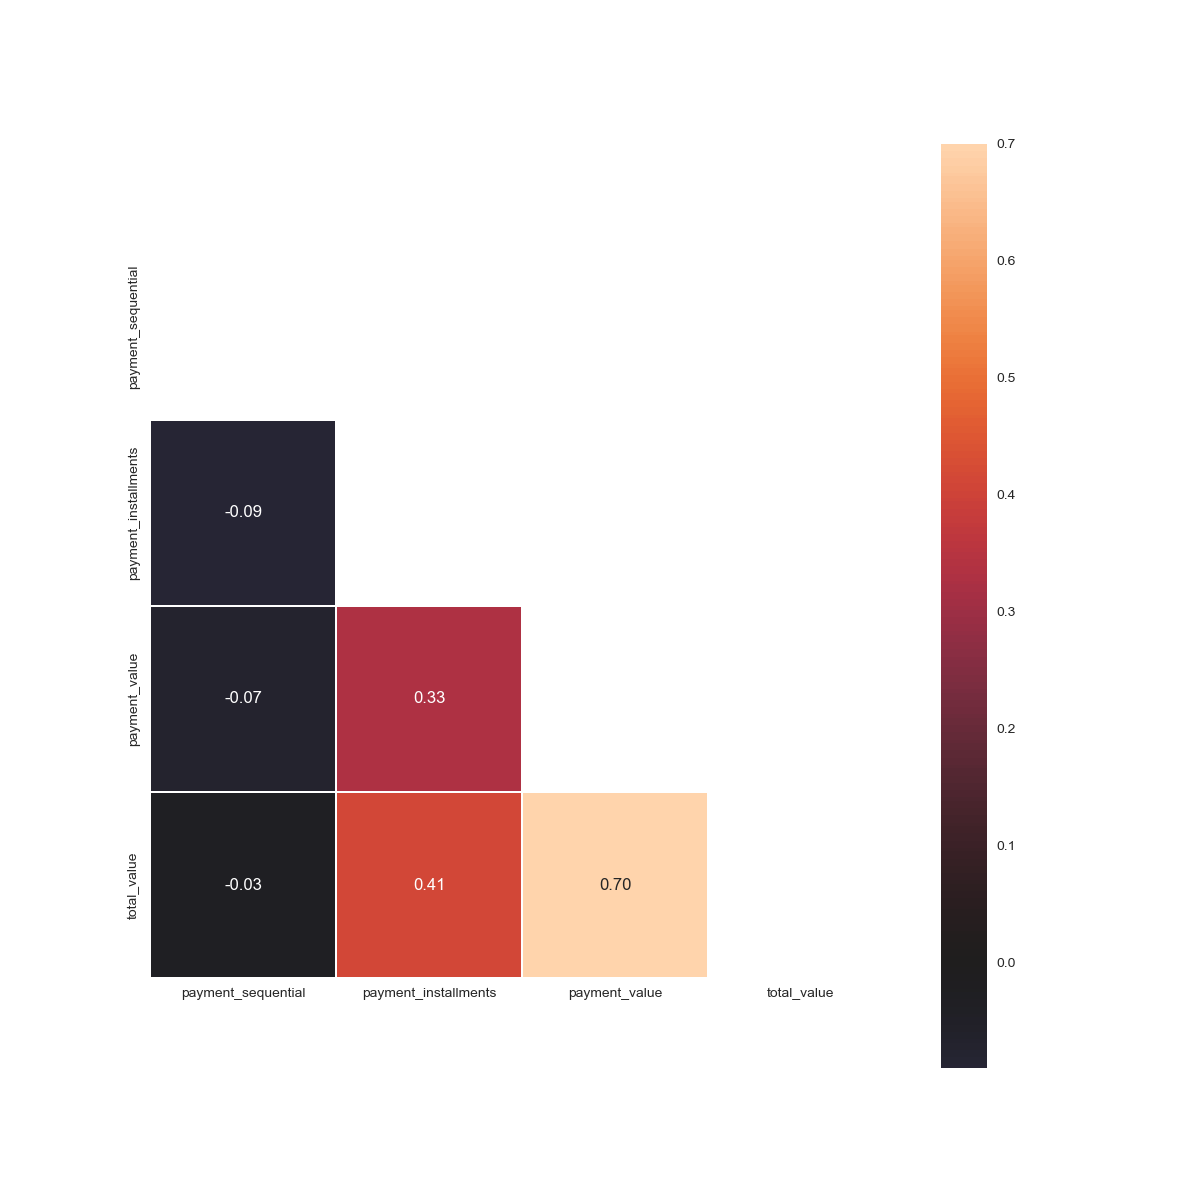 0.7
0.6
payment_sequential
0.5
payment_installments
-0.09
0.4
0.3
payment_value
-0.07
0.33
0.2
0.1
total_value
-0.03
0.41
0.70
0.0
payment_sequential
payment_installments
payment_value
total_value